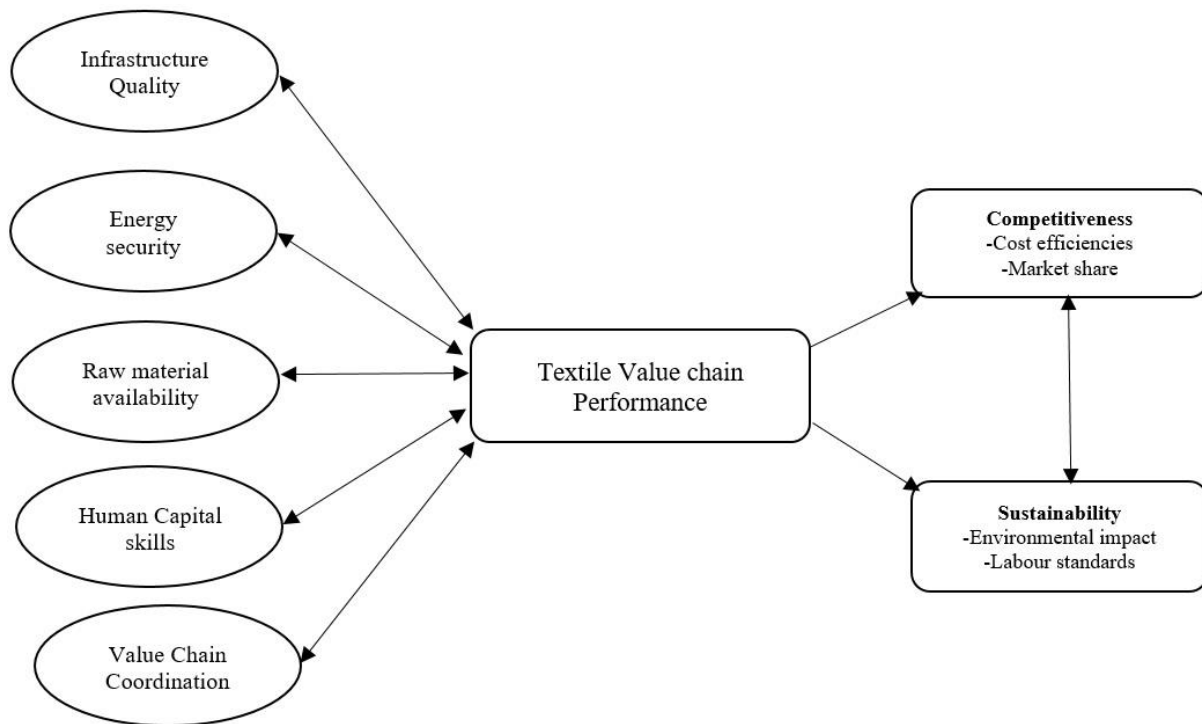 Infrastructure
Quality
Energy
security
Raw material
availability
Human Capital
skills
Value Chain
Coordination
Textile Value chain
Performance
Competitiveness
-Cost efficiencies
-Market share
Sustainability
-Environmental impact
-Labour standards